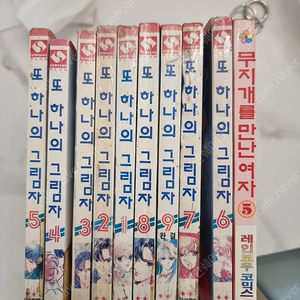 또 하나의 그림자 5
또 하나의 그림자 4
또 하나의 그림자 3
또 하나의 그림자 2
또 하나의 그림자 1
또 하나의 그림자 8
또 하나의 그림자 9 완결
또 하나의 그림자 7
또 하나의 그림자 6
무지개를 만난 여자 5 레인보우 코믹스